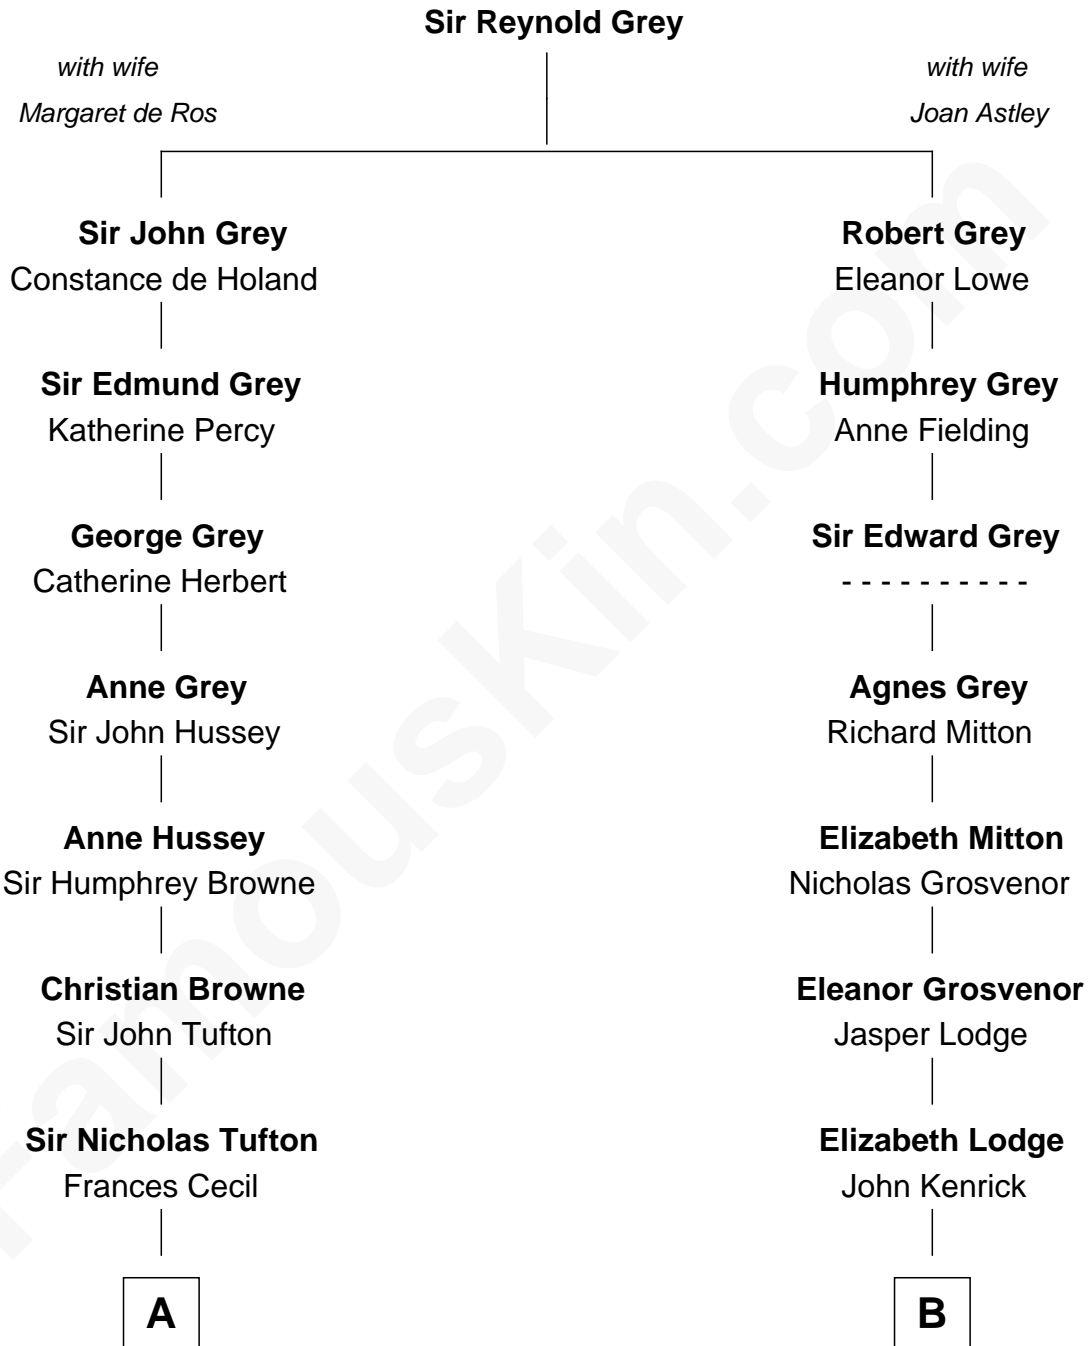 Sir Reynold Grey
with wife
Margaret de Ros
with wife
Joan Astley
Sir John Grey
Constance de Holand
Robert Grey
Eleanor Lowe
Sir Edmund Grey
Katherine Percy
Humphrey Grey
Anne Fielding
George Grey
Catherine Herbert
Sir Edward Grey
- - - - - - - - - -
Anne Grey
Sir John Hussey
Agnes Grey
Richard Mitton
Anne Hussey
Sir Humphrey Browne
Elizabeth Mitton
Nicholas Grosvenor
Christian Browne
Sir John Tufton
Eleanor Grosvenor
Jasper Lodge
Sir Nicholas Tufton
Frances Cecil
Elizabeth Lodge
John Kenrick
A
B
FamousKin.com